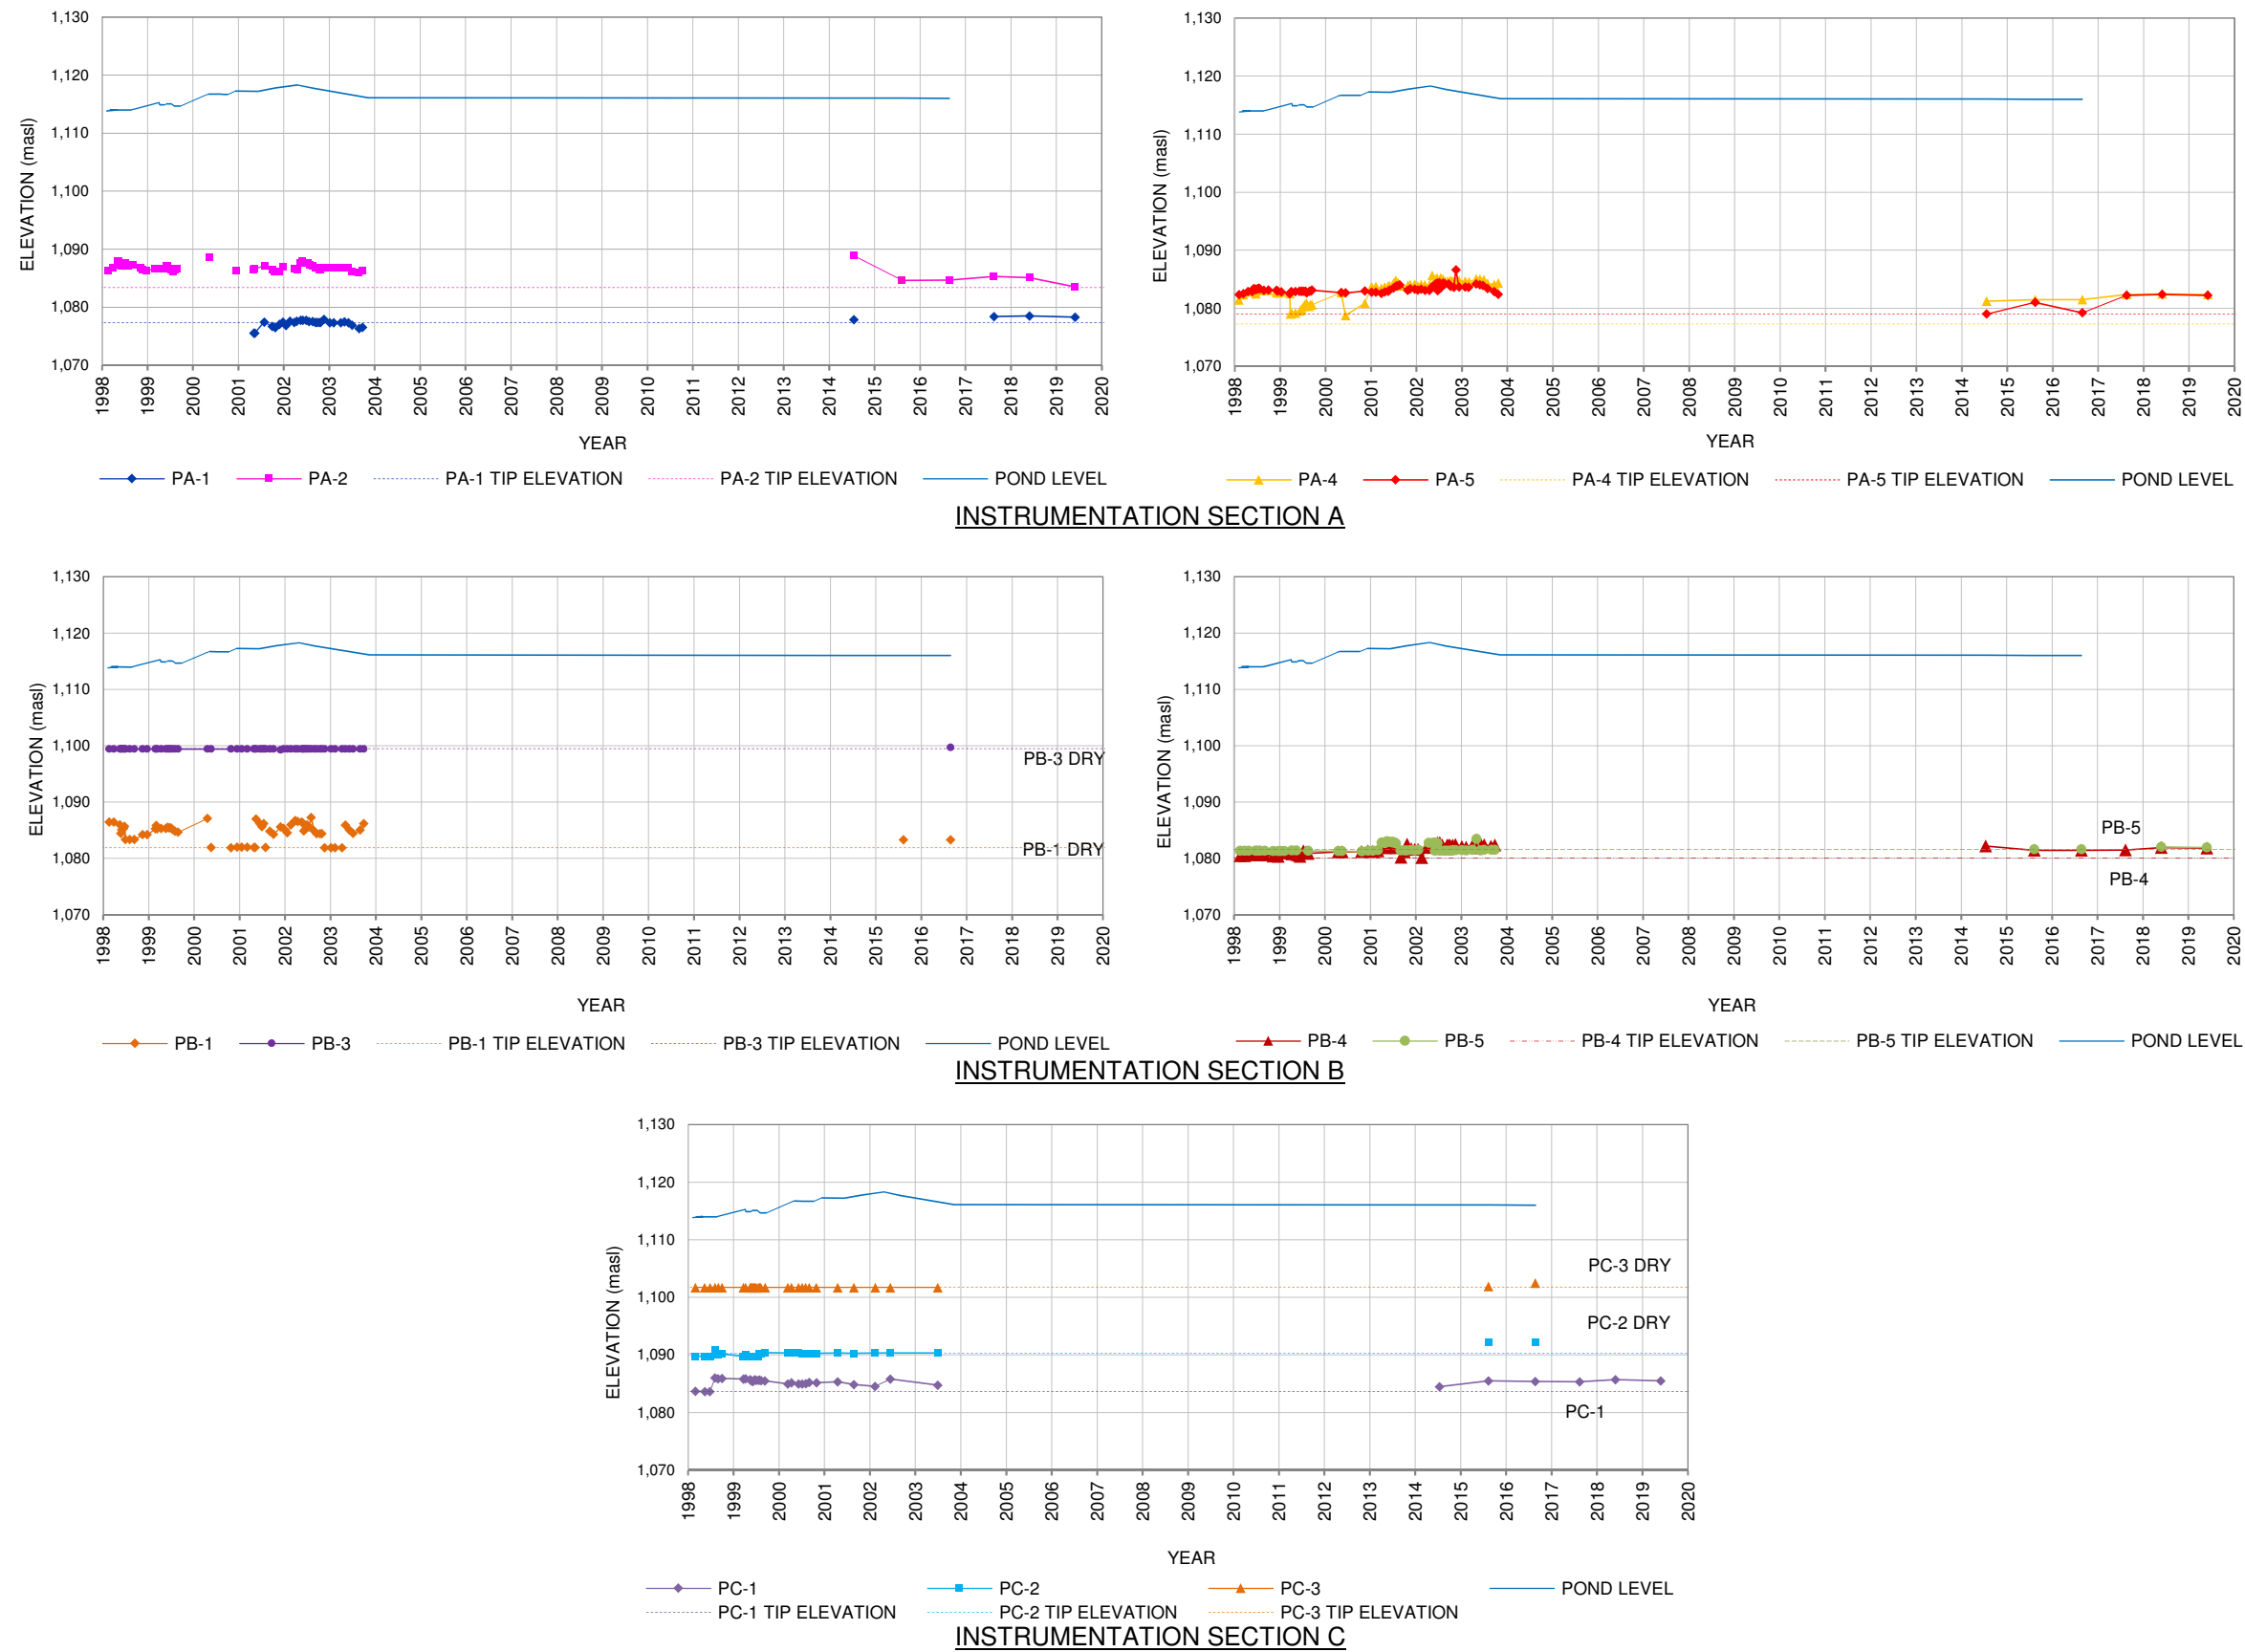 1,130
1,120
1,110
1,100
1,090
1,080
1,070
ELEVATION (masl)
1998 1999 2000 2001 2002 2003 2004 2005 2006 2007 2008 2009 2010 2011 2012 2013 2014 2015 2016 2017 2018 2019 2020
YEAR
PA-1 PA-2 PA-1 TIP ELEVATION PA-2 TIP ELEVATION POND LEVEL
1,130
1,120
1,110
1,100
1,090
1,080
1,070
ELEVATION (masl)
1998 1999 2000 2001 2002 2003 2004 2005 2006 2007 2008 2009 2010 2011 2012 2013 2014 2015 2016 2017 2018 2019 2020
YEAR
PA-4 PA-5 PA-4 TIP ELEVATION PA-5 TIP ELEVATION POND LEVEL
INSTRUMENTATION SECTION A
1,130
1,120
1,110
1,100
1,090
1,080
1,070
ELEVATION (masl)
PB-3 DRY
PB-1 DRY
1998 1999 2000 2001 2002 2003 2004 2005 2006 2007 2008 2009 2010 2011 2012 2013 2014 2015 2016 2017 2018 2019 2020
YEAR
PB-1 PB-3 PB-1 TIP ELEVATION PB-3 TIP ELEVATION POND LEVEL
1,130
1,120
1,110
1,100
1,090
1,080
1,070
ELEVATION (masl)
PB-5
PB-4
1998 1999 2000 2001 2002 2003 2004 2005 2006 2007 2008 2009 2010 2011 2012 2013 2014 2015 2016 2017 2018 2019 2020
YEAR
PB-4 PB-5 PB-4 TIP ELEVATION PB-5 TIP ELEVATION POND LEVEL
INSTRUMENTATION SECTION B
1,130
1,120
1,110
1,100
1,090
1,080
1,070
ELEVATION (masl)
PC-3 DRY
PC-2 DRY
PC-1
1998 1999 2000 2001 2002 2003 2004 2005 2006 2007 2008 2009 2010 2011 2012 2013 2014 2015 2016 2017 2018 2019 2020
YEAR
PC-1 PC-2 PC-3 POND LEVEL
PC-1 TIP ELEVATION PC-2 TIP ELEVATION PC-3 TIP ELEVATION
INSTRUMENTATION SECTION C